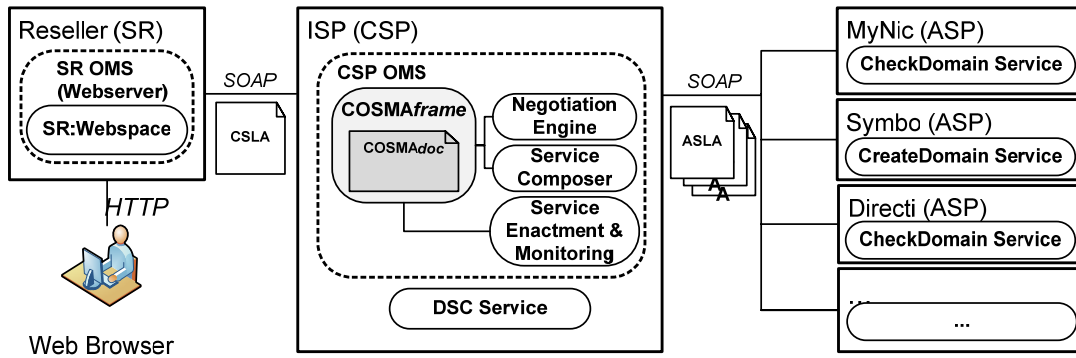 Reseller (SR)
SR OMS
(Webserver)
SR:Webspace
HTTP
Web Browser
SOAP
CSLA
ISP (CSP)
CSP OMS
COSMAframe
COSMAdoc
Negotiation
Engine
Service
Composer
Service
Enactment &
Monitoring
DSC Service
SOAP
ASLA
A
A
MyNic (ASP)
CheckDomain Service
Symbo (ASP)
CreateDomain Service
Directi (ASP)
CheckDomain Service
...
...